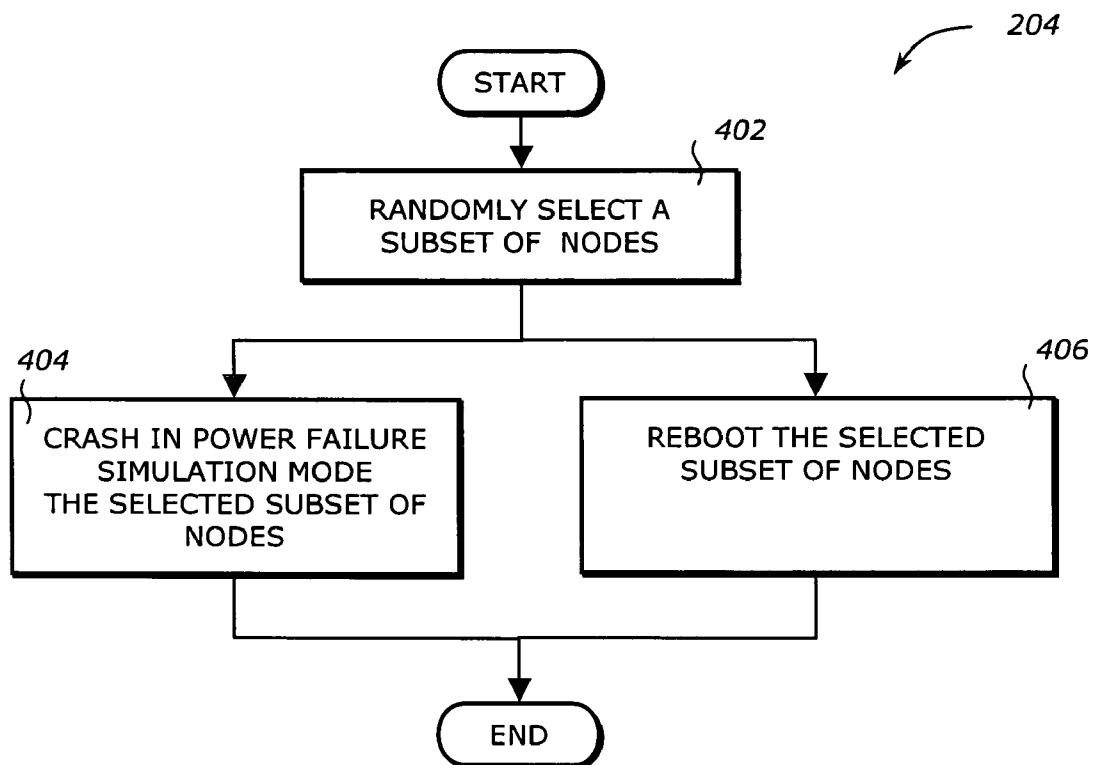 204
START
402
RANDOMLY SELECT A
SUBSET OF NODES
404
CRASH IN POWER FAILURE
SIMULATION MODE
THE SELECTED SUBSET OF
NODES
406
REBOOT THE SELECTED
SUBSET OF NODES
END